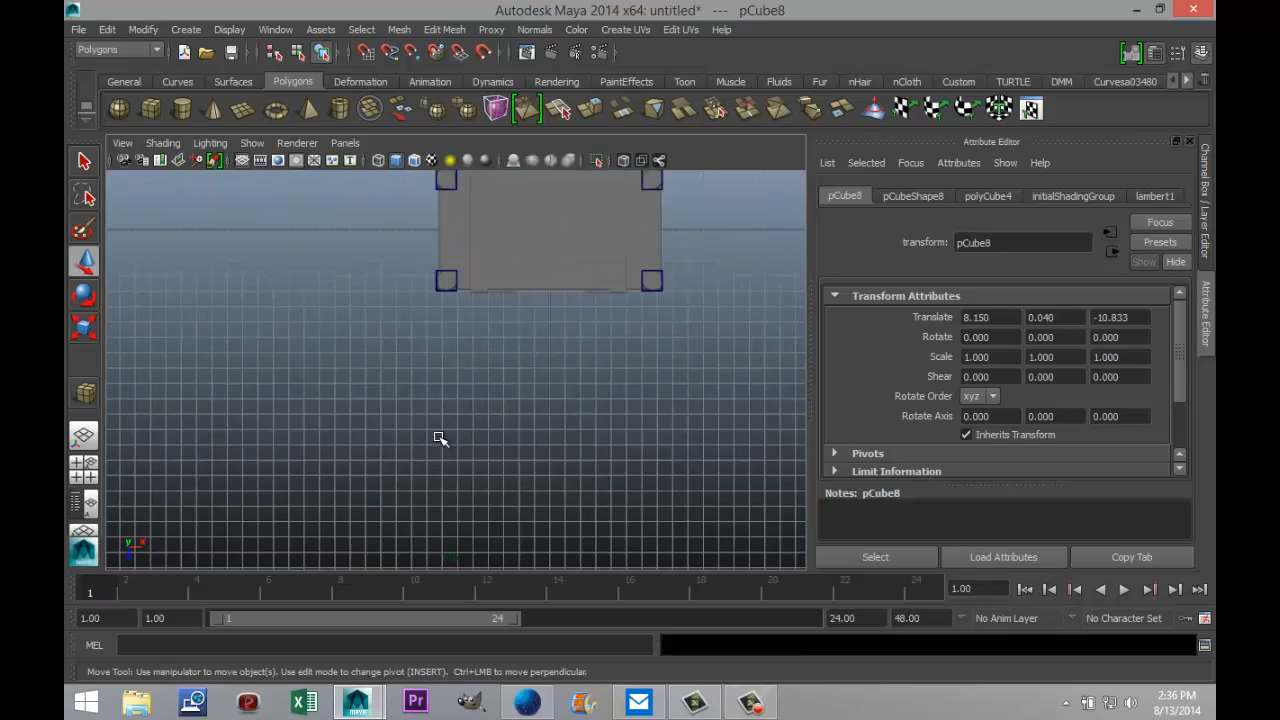 Autodesk Maya 2014 x64: untitled* --- pCube8
File Edit Modify Create Display Window Assets Select Mesh Edit Mesh Proxy Normals Color Create UVs Edit UVs Help
Polygons
General Curves Surfaces Polygons Deformation Animation Dynamics Rendering PaintEffects Toon Muscle Fluids Fur nHair nCloth Custom TURTLE DMM Curvesa03480
View Shading Lighting Show Renderer Panels
Attribute Editor
List Selected Focus Attributes Show Help
pCube8 pCubeShape8 polyCube4 initialShadingGroup lambert1
Focus
transform: pCube8
Presets
Show Hide
Transform Attributes
Translate 8.150 0.040 -10.833
Rotate 0.000 0.000 0.000
Scale 1.000 1.000 1.000
Shear 0.000 0.000 0.000
Rotate Order xyz
Rotate Axis 0.000 0.000 0.000
Inherits Transform
Pivots
Limit Information
Notes: pCube8
Select Load Attributes Copy Tab
Channel Box / Layer Editor
Attribute Editor
y x
2 4 6 8 10 12 14 16 18 20 22 24
1 1.00
1.00 1.00 1 24 24.00 48.00 No Anim Layer No Character Set
MEL
Move Tool: Use manipulator to move object(s). Use edit mode to change pivot (INSERT). Ctrl+LMB to move perpendicular.
MAYA Pr
2:36 PM
8/13/2014